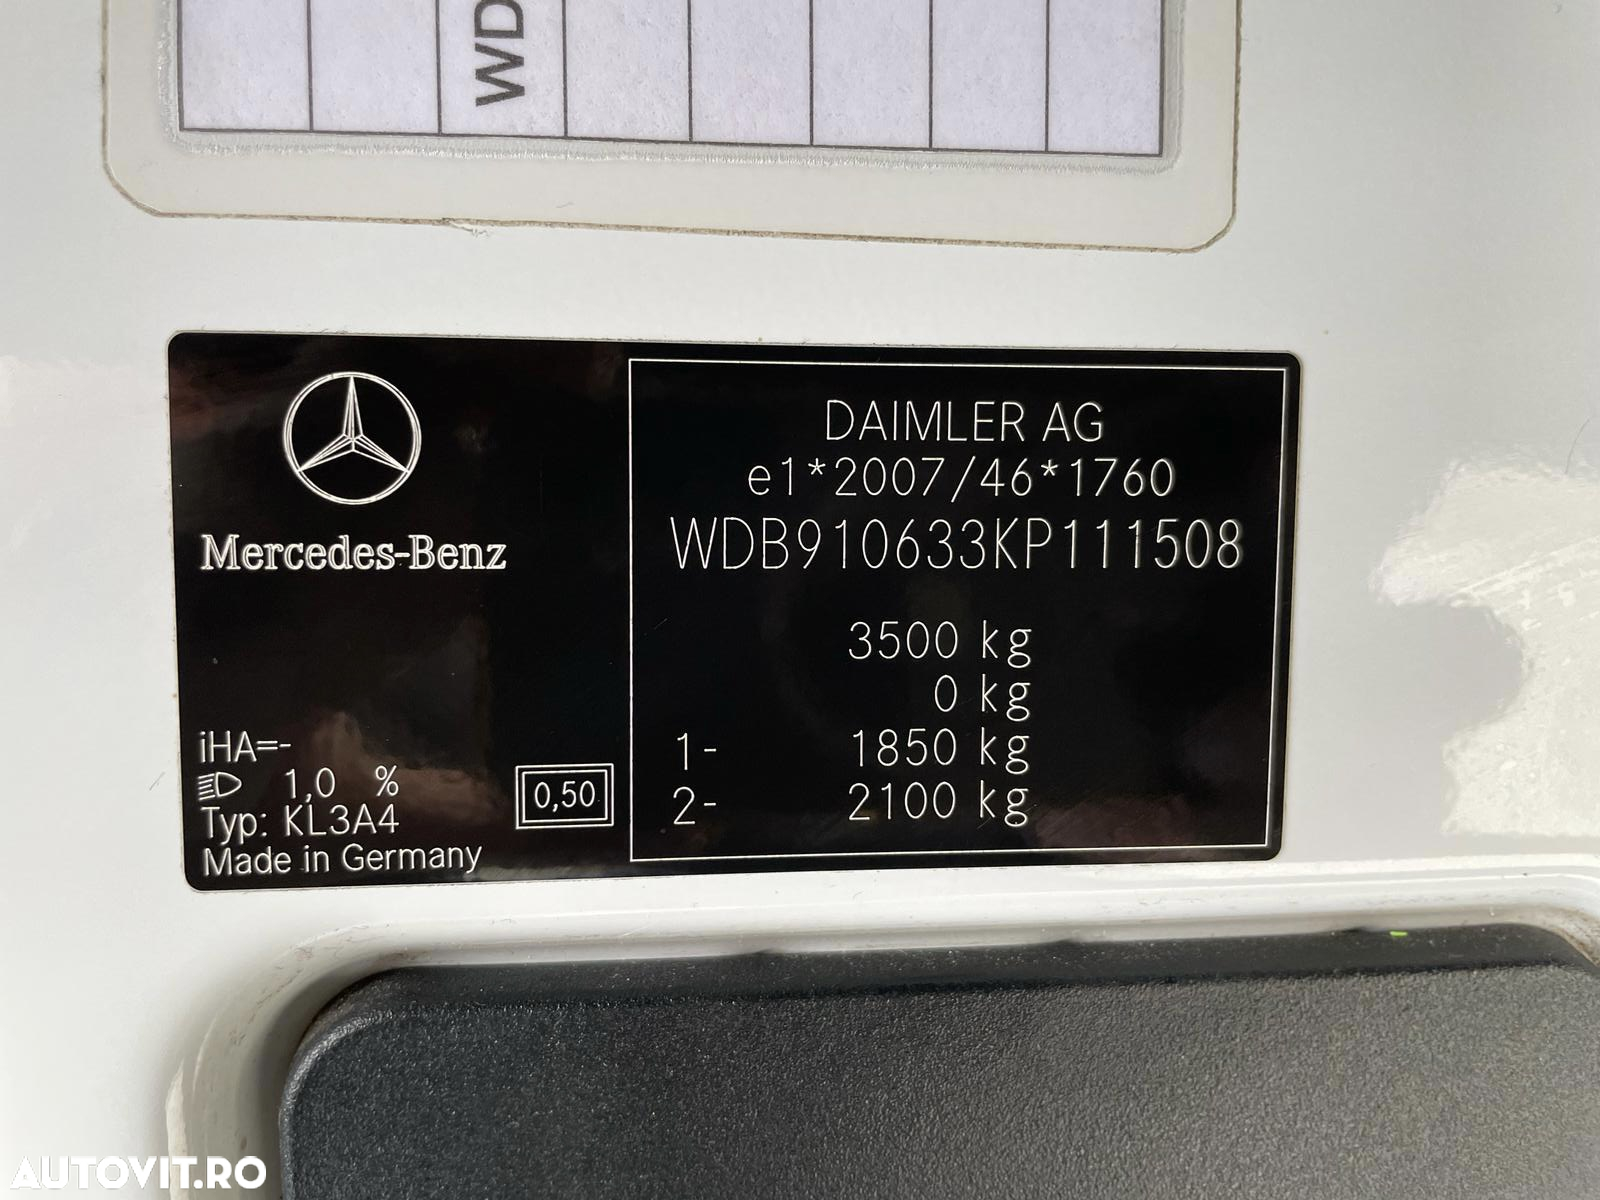 WD
Mercedes-Benz
iHA=-
1,0 %
Typ: KL3A4
Made in Germany
0,50
DAIMLER AG
e1*2007/46*1760
WDB910633KP111508
3500 kg
0 kg
1- 1850 kg
2- 2100 kg
AUTOVIT.RO